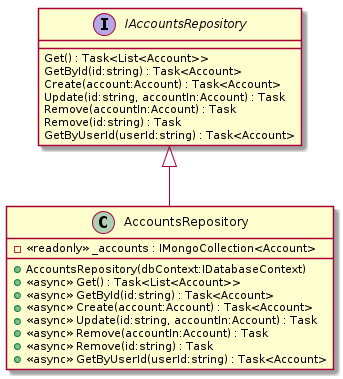 I IAccountsRepository
Get() : Task<List<Account>>
GetById(id:string) : Task<Account>
Create(account:Account) : Task<Account>
Update(id:string, accountIn:Account) : Task
Remove(accountIn:Account) : Task
Remove(id:string) : Task
GetByUserId(userId:string) : Task<Account>
C AccountsRepository
«readonly» _accounts : IMongoCollection<Account>
AccountsRepository(dbContext:IDatabaseContext)
«async» Get() : Task<List<Account>>
«async» GetById(id:string) : Task<Account>
«async» Create(account:Account) : Task<Account>
«async» Update(id:string, accountIn:Account) : Task
«async» Remove(accountIn:Account) : Task
«async» Remove(id:string) : Task
«async» GetByUserId(userId:string) : Task<Account>